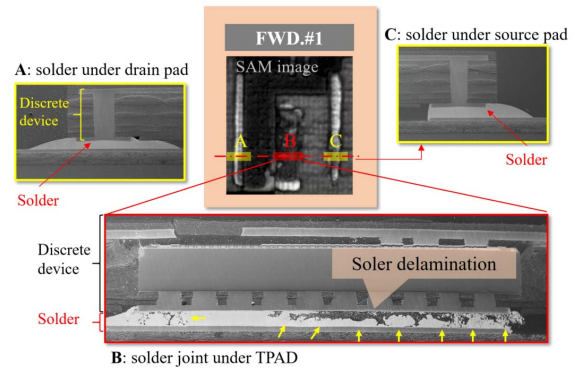 FWD.#1
SAM image
A: solder under drain pad
C: solder under source pad
Discrete
device
Solder
Solder
A
B
C
Discrete
device
Soler delamination
Solder
B: solder joint under TPAD